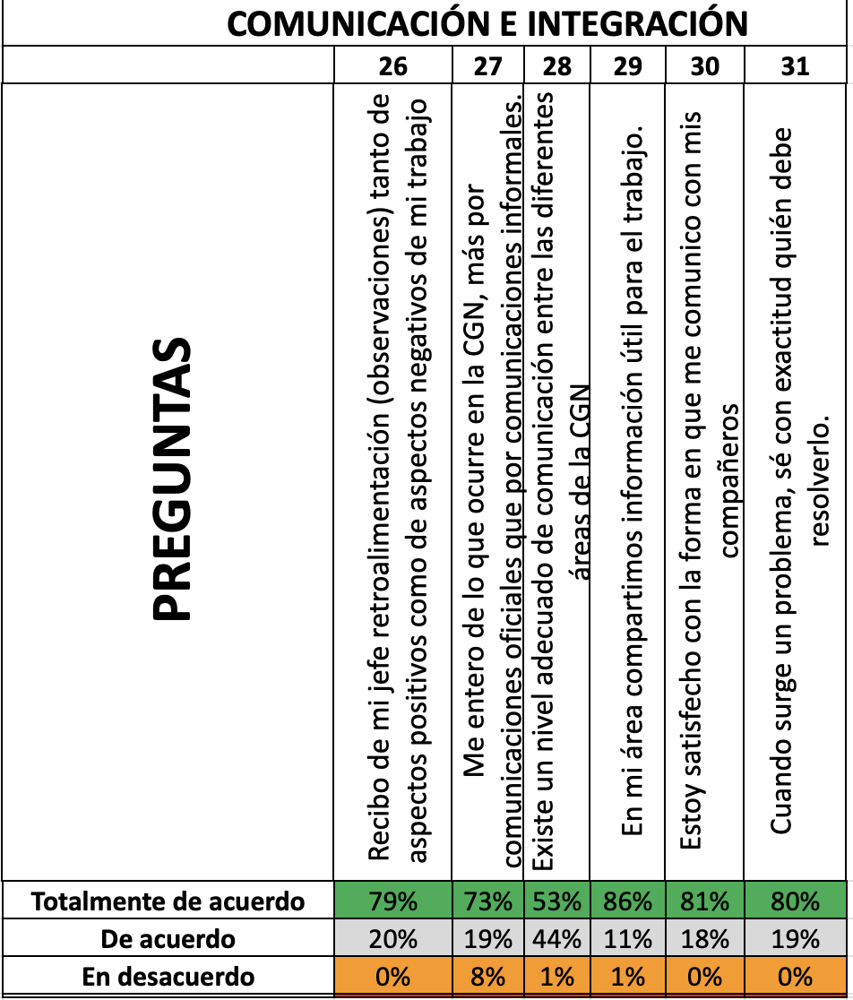 COMUNICACIÓN E INTEGRACIÓN
26 27 28 29 30 31
PREGUNTAS
Recibo de mi jefe retroalimentación (observaciones) tanto de
aspectos positivos como de aspectos negativos de mi trabajo
Me entero de lo que ocurre en la CGN, más por
comunicaciones oficiales que por comunicaciones informales.
Existe un nivel adecuado de comunicación entre las diferentes
áreas de la CGN
En mi área compartimos información útil para el trabajo.
Estoy satisfecho con la forma en que me comunico con mis
compañeros
Cuando surge un problema, sé con exactitud quién debe
resolverlo.
Totalmente de acuerdo 79% 73% 53% 86% 81% 80%
De acuerdo 20% 19% 44% 11% 18% 19%
En desacuerdo 0% 8% 1% 1% 0% 0%